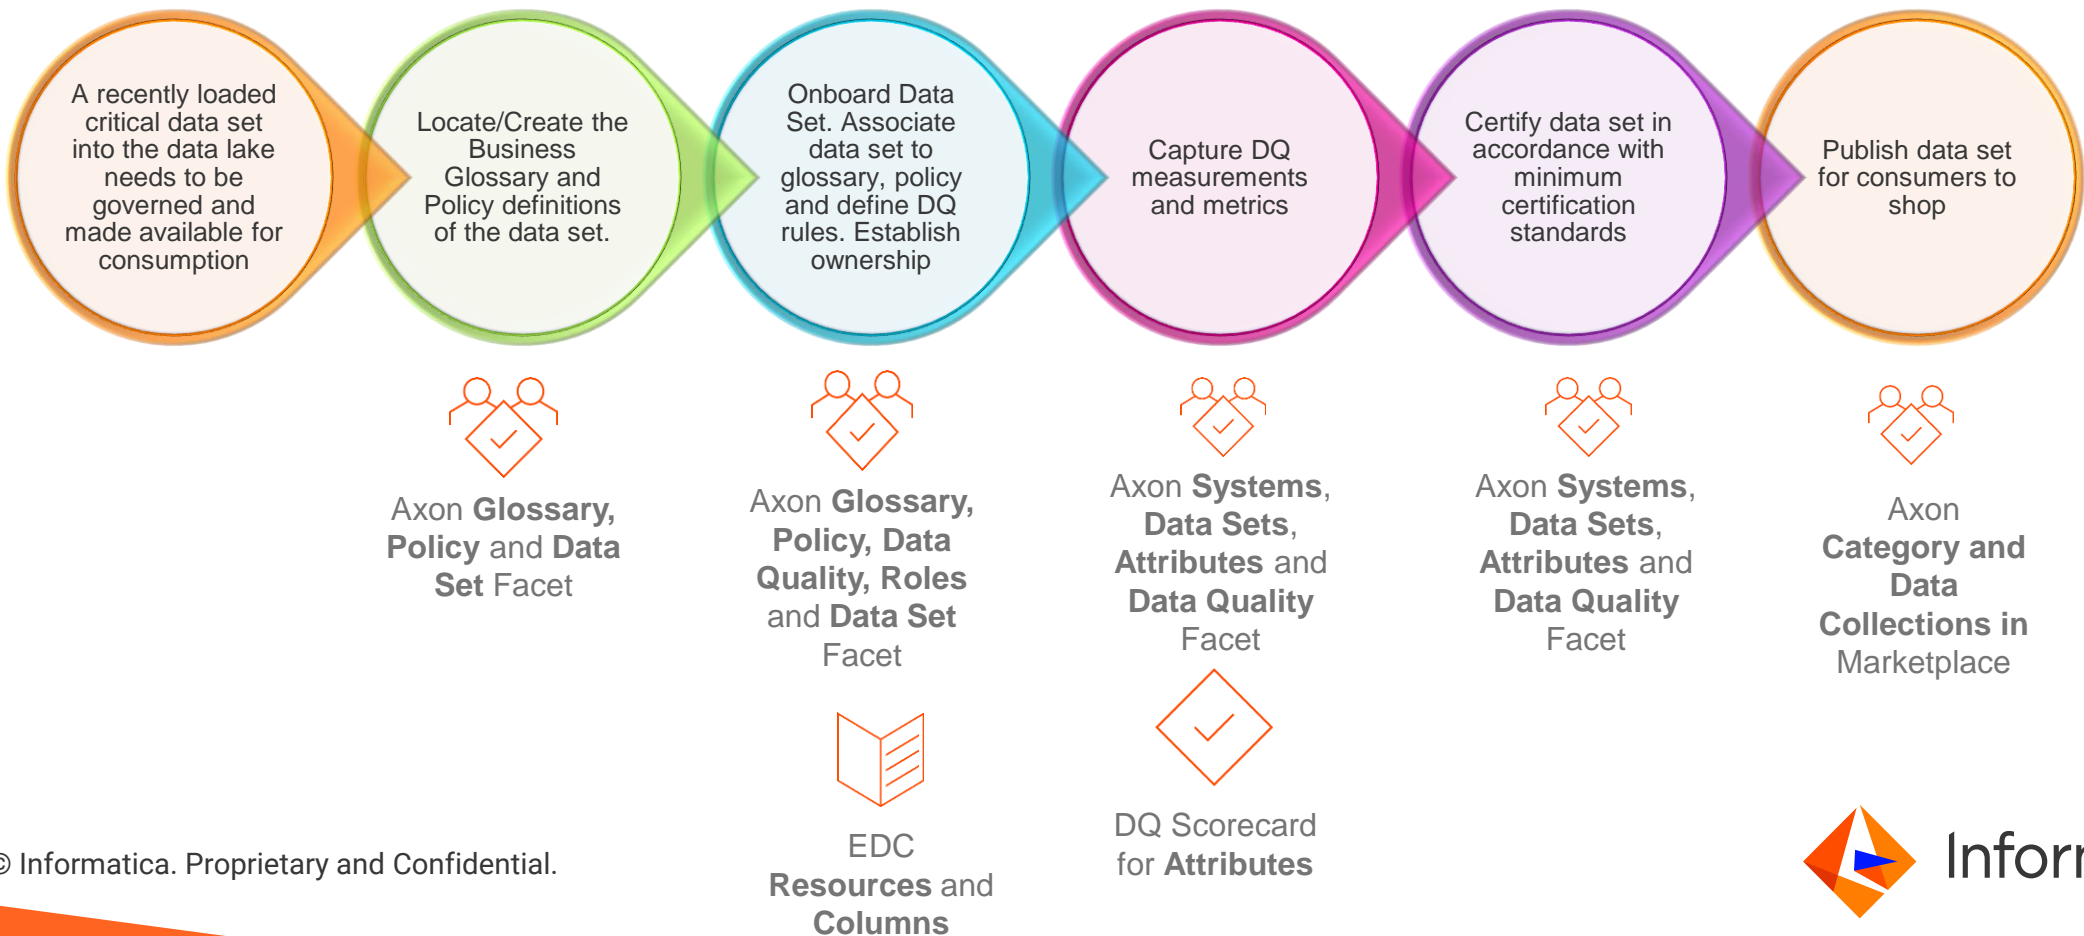 A recently loaded
critical data set
into the data lake
needs to be
governed and
made available for
consumption
Locate/Create the
Business
Glossary and
Policy definitions
of the data set.
Onboard Data
Set. Associate
data set to
glossary, policy
and define DQ
rules. Establish
ownership
Capture DQ
measurements
and metrics
Certify data set in
accordance with
minimum
certification
standards
Publish data set
for consumers to
shop
Axon Glossary,
Policy and Data
Set Facet
Axon Glossary,
Policy, Data
Quality, Roles
and Data Set
Facet
EDC
Resources and
Columns
Axon Systems,
Data Sets,
Attributes and
Data Quality
Facet
DQ Scorecard
for Attributes
Axon Systems,
Data Sets,
Attributes and
Data Quality
Facet
Axon
Category and
Data
Collections in
Marketplace
© Informatica. Proprietary and Confidential.
Infor